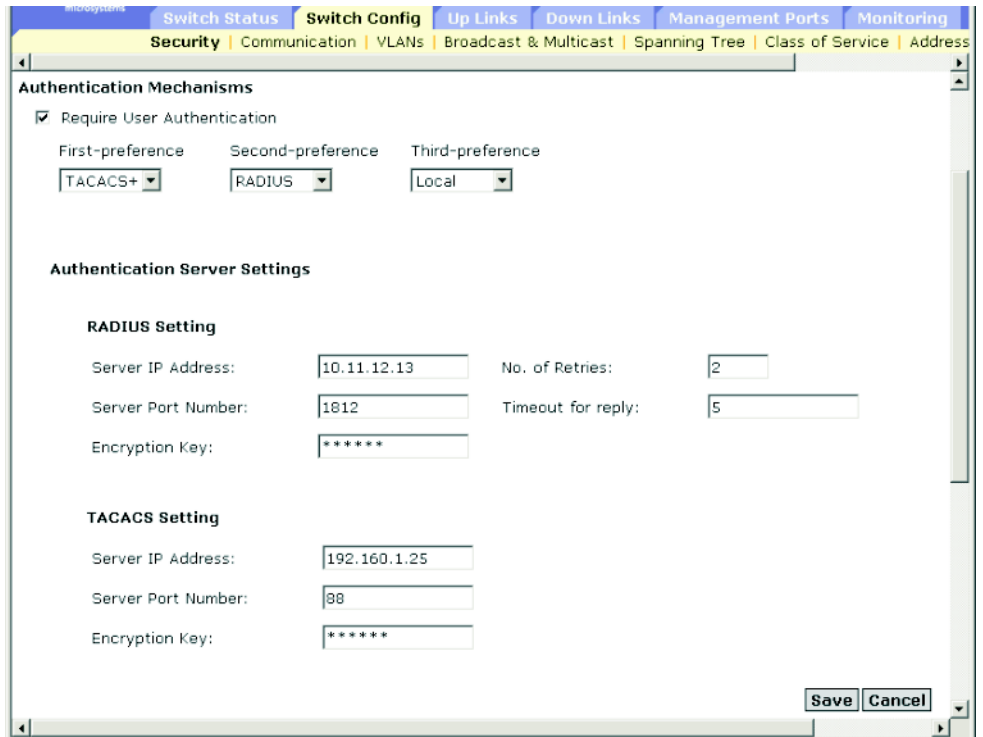 microsystems
Switch Status Switch Config Up Links Down Links Management Ports Monitoring
Security | Communication | VLANs | Broadcast & Multicast | Spanning Tree | Class of Service | Address
Authentication Mechanisms
Require User Authentication
First-preference Second-preference Third-preference
TACACS+ RADIUS Local
Authentication Server Settings
RADIUS Setting
Server IP Address: 10.11.12.13 No. of Retries: 2
Server Port Number: 1812 Timeout for reply: 5
Encryption Key: ******
TACACS Setting
Server IP Address: 192.160.1.25
Server Port Number: 88
Encryption Key: ******
Save Cancel